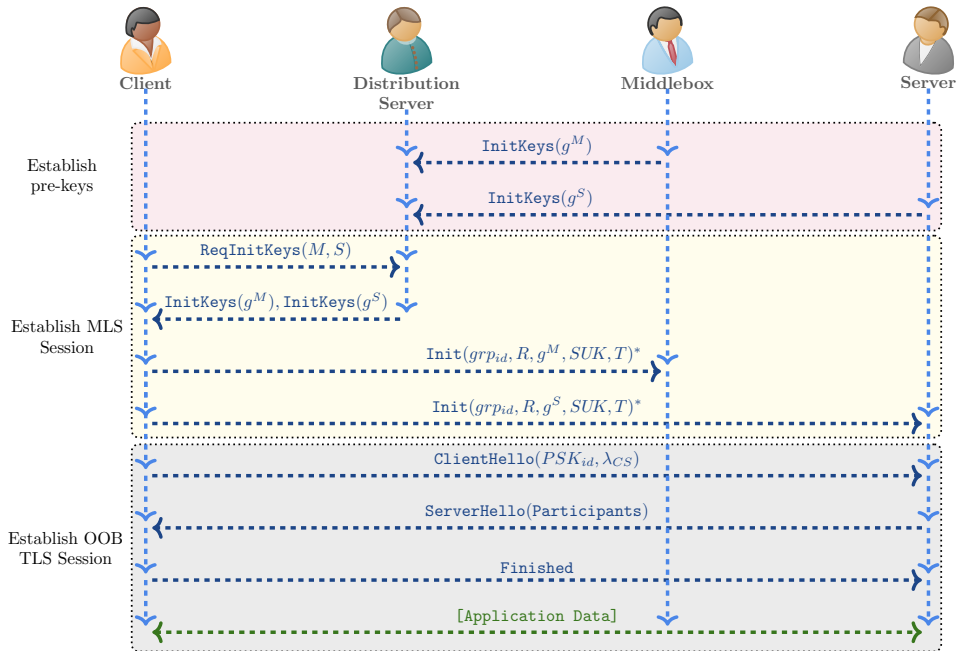 Client
Distribution
Server
Middlebox
Server
Establish
pre-keys
InitKeys(g^M)
InitKeys(g^S)
Establish MLS
Session
ReqInitKeys(M, S)
InitKeys(g^M), InitKeys(g^S)
Init(grp_id, R, g^M, SUK, T)*
Init(grp_id, R, g^S, SUK, T)*
Establish OOB
TLS Session
ClientHello(PSK_id, λ_CS)
ServerHello(Participants)
Finished
[Application Data]